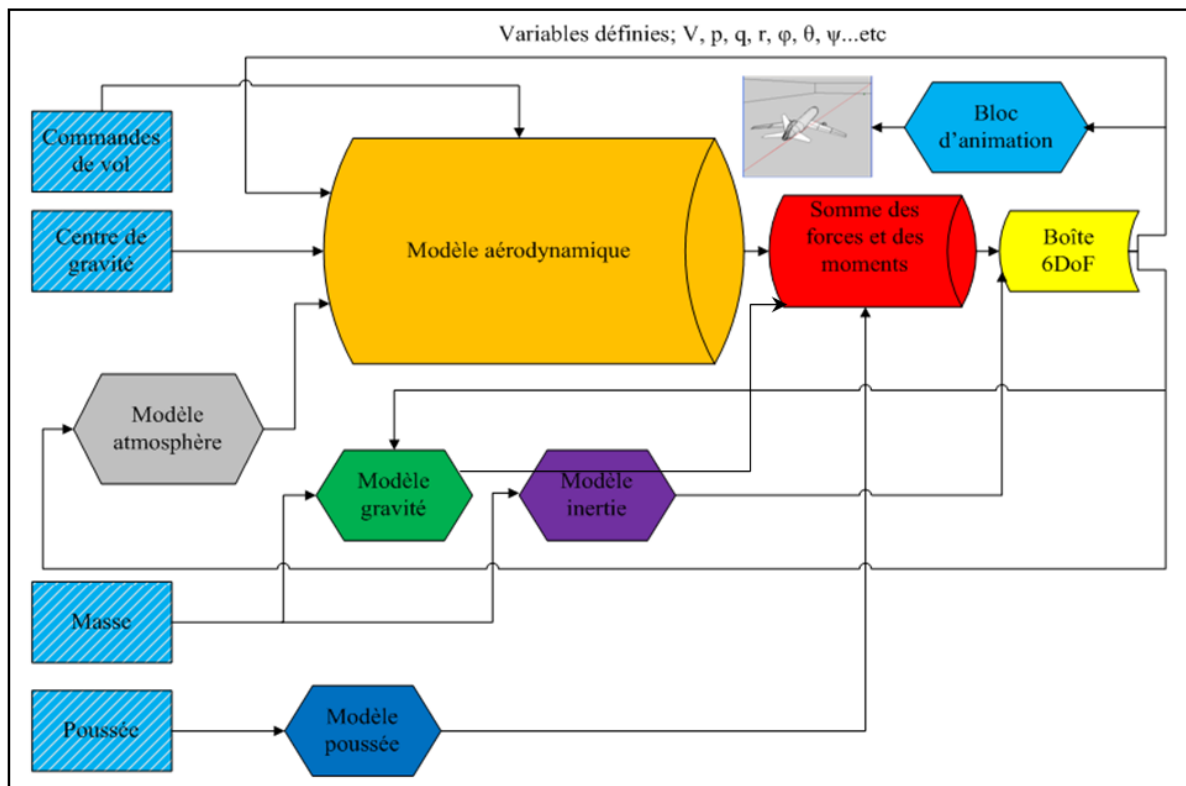 Variables définies; V, p, q, r, φ, θ, ψ...etc
Commandes
de vol
Bloc
d'animation
Centre de
gravité
Modèle aérodynamique
Somme des
forces et des
moments
Boîte
6DoF
Modèle
atmosphère
Modèle
gravité
Modèle
inertie
Masse
Poussée
Modèle
poussée